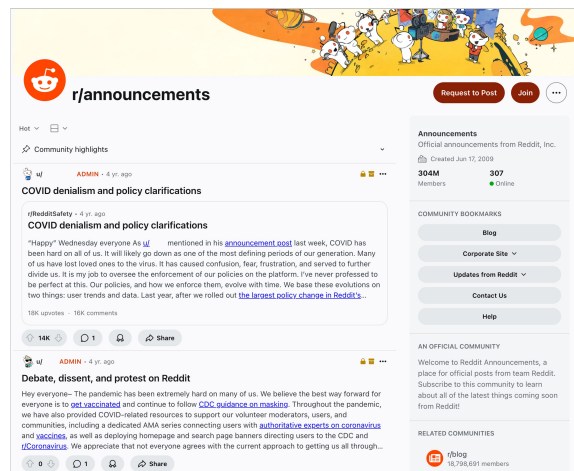 r/announcements
Request to Post
Join
Hot
Community highlights
u/ ADMIN • 4 yr. ago
COVID denialism and policy clarifications
r/RedditSafety • 4 yr. ago
COVID denialism and policy clarifications
“Happy” Wednesday everyone As u/ mentioned in his announcement post last week, COVID has
been hard on all of us. It will likely go down as one of the most defining periods of our generation. Many
of us have lost loved ones to the virus. It has caused confusion, fear, frustration, and served to further
divide us. It is my job to oversee the enforcement of our policies on the platform. I’ve never professed to
be perfect at this. Our policies, and how we enforce them, evolve with time. We base these evolutions on
two things: user trends and data. Last year, after we rolled out the largest policy change in Reddit’s…
18K upvotes • 16K comments
14K
1
Share
u/ ADMIN • 4 yr. ago
Debate, dissent, and protest on Reddit
Hey everyone– The pandemic has been extremely hard on many of us. We believe the best way forward for
everyone is to get vaccinated and continue to follow CDC guidance on masking. Throughout the pandemic,
we have also provided COVID-related resources to support our volunteer moderators, users, and
communities, including a dedicated AMA series connecting users with authoritative experts on coronavirus
and vaccines, as well as deploying homepage and search page banners directing users to the CDC and
r/Coronavirus. We appreciate that not everyone agrees with the current approach to getting us all through…
0
1
Share
Announcements
Official announcements from Reddit, Inc.
Created Jun 17, 2009
304M
Members
307
Online
COMMUNITY BOOKMARKS
Blog
Corporate Site
Updates from Reddit
Contact Us
Help
AN OFFICIAL COMMUNITY
Welcome to Reddit Announcements, a
place for official posts from team Reddit.
Subscribe to this community to learn
about all of the latest things coming soon
from Reddit!
RELATED COMMUNITIES
r/blog
18,798,691 members